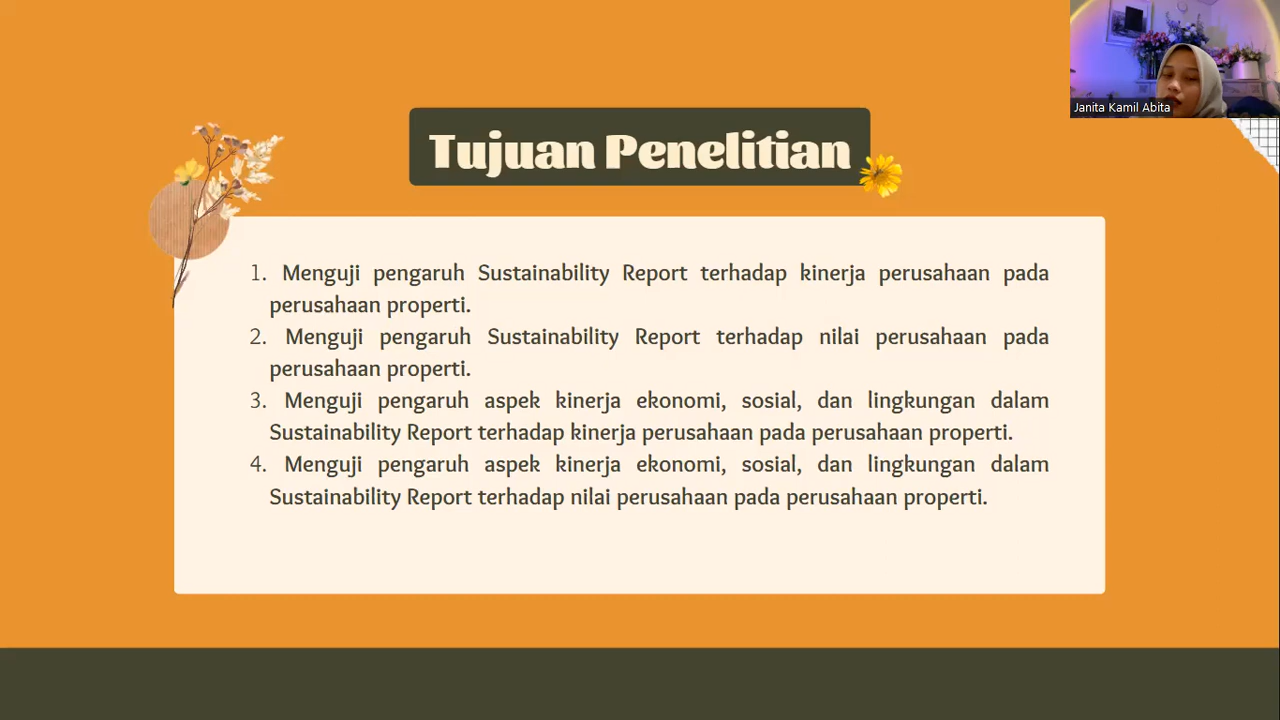 Janita Kamil Abita
Tujuan Penelitian
1. Menguji pengaruh Sustainability Report terhadap kinerja perusahaan pada
perusahaan properti.
2. Menguji pengaruh Sustainability Report terhadap nilai perusahaan pada
perusahaan properti.
3. Menguji pengaruh aspek kinerja ekonomi, sosial, dan lingkungan dalam
Sustainability Report terhadap kinerja perusahaan pada perusahaan properti.
4. Menguji pengaruh aspek kinerja ekonomi, sosial, dan lingkungan dalam
Sustainability Report terhadap nilai perusahaan pada perusahaan properti.